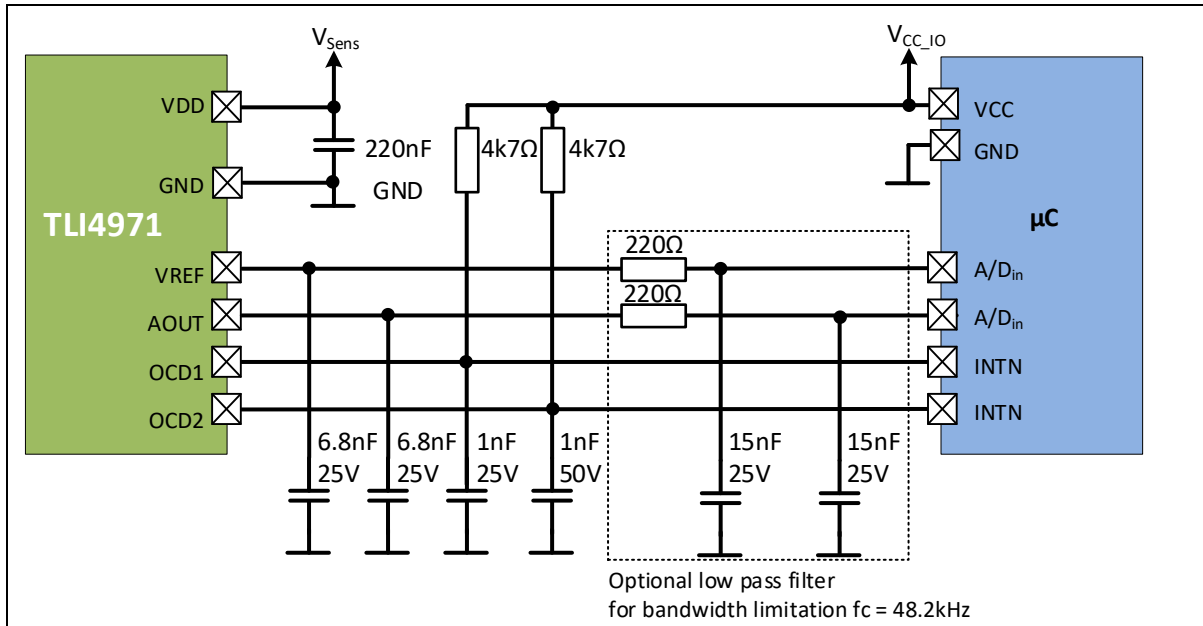 V_Sens
V_CC_IO
VDD
220nF
4k7Ω
4k7Ω
VCC
GND
GND
GND
TLI4971
µC
220Ω
VREF
A/D_in
220Ω
AOUT
A/D_in
OCD1
INTN
OCD2
INTN
6.8nF
25V
6.8nF
25V
1nF
25V
1nF
50V
15nF
25V
15nF
25V
Optional low pass filter
for bandwidth limitation fc = 48.2kHz